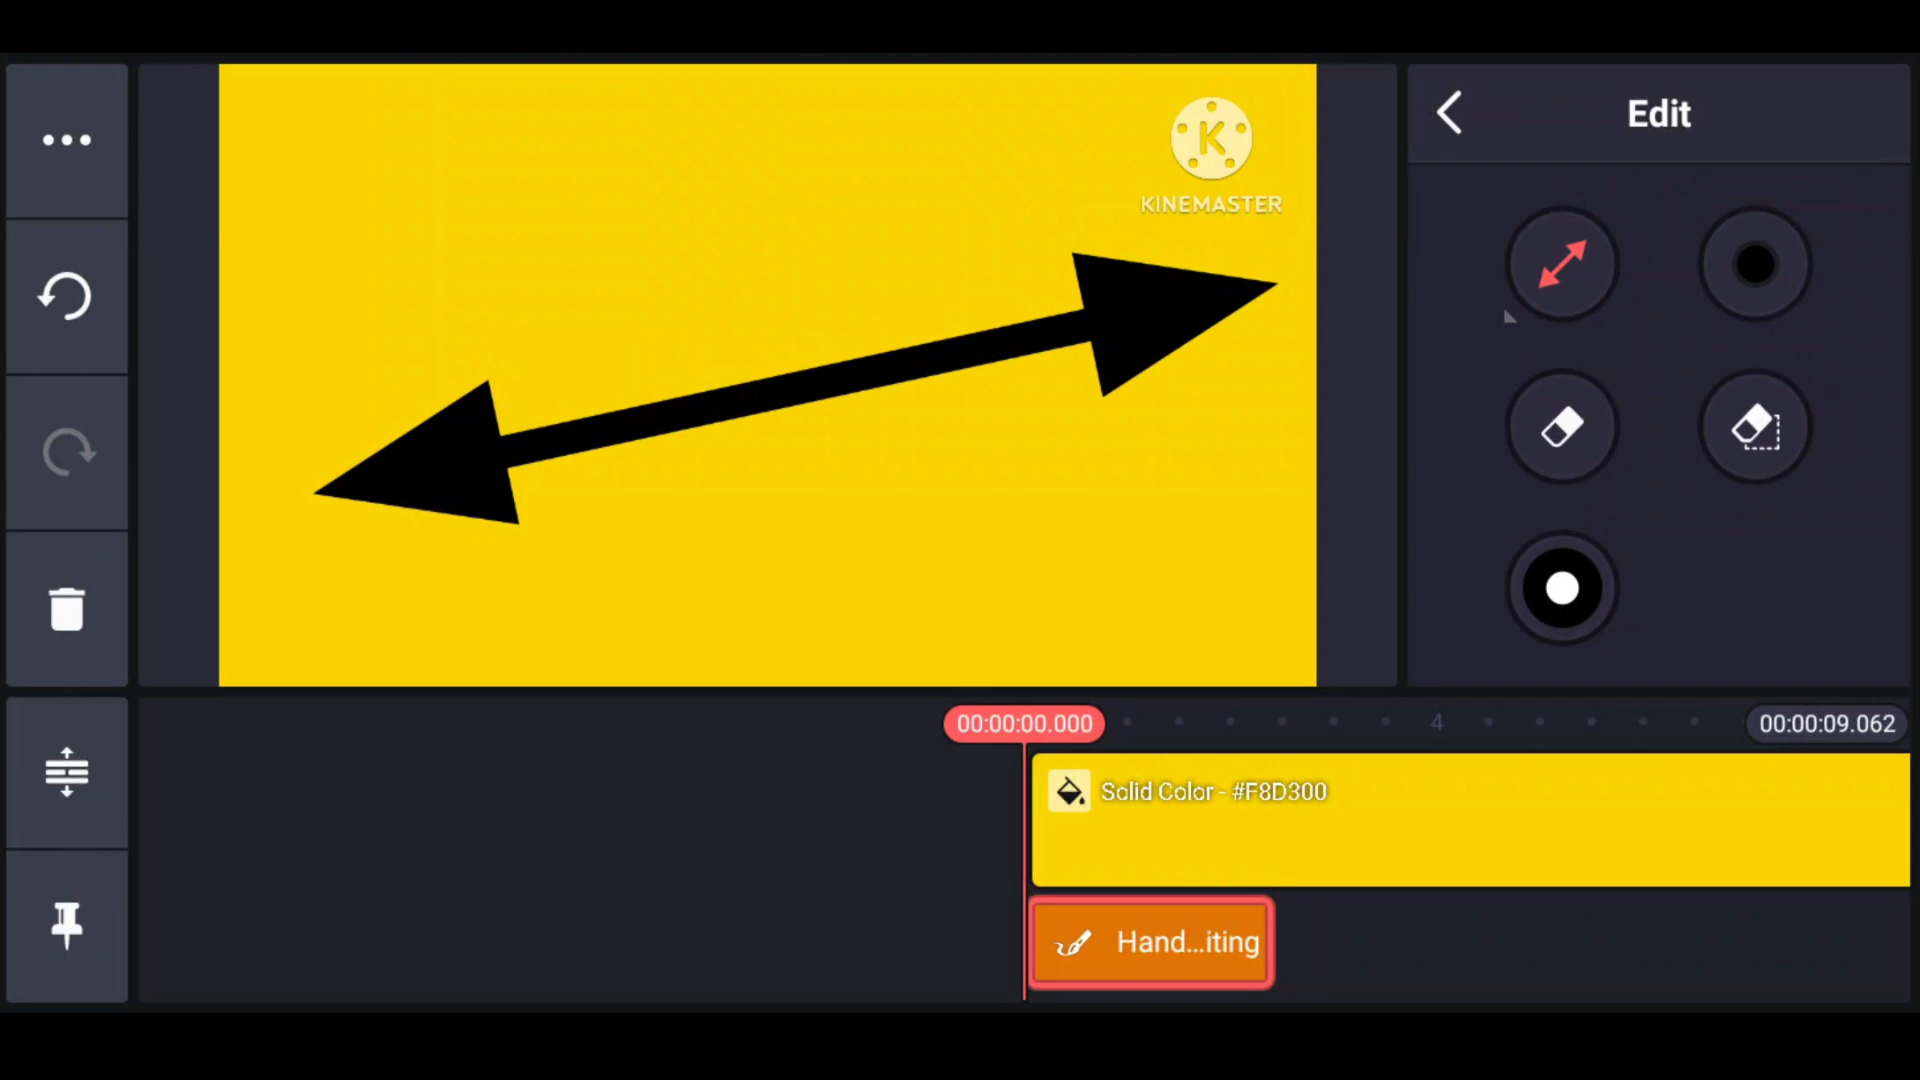 K
KINEMASTER
Edit
00:00:00.000
4
00:00:09.062
Solid Color - #F8D300
Hand...iting